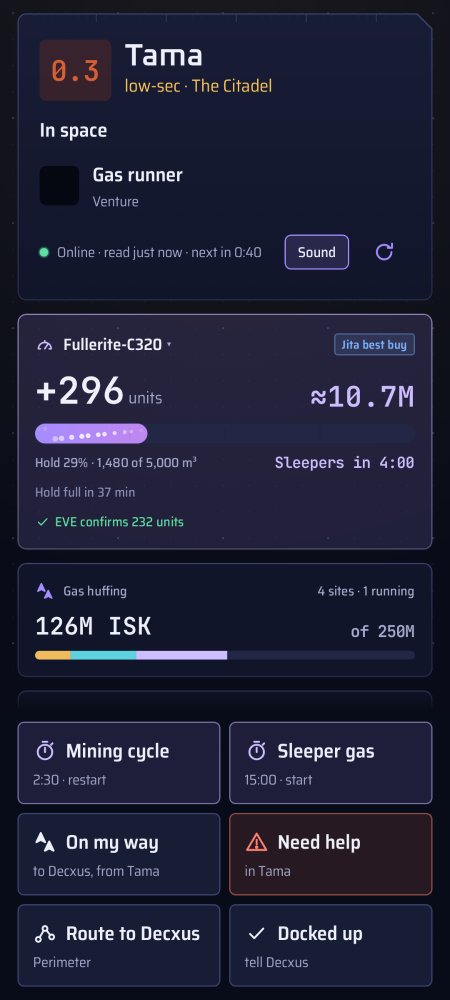 0.3
Tama
low-sec · The Citadel
In space
Gas runner
Venture
Online · read just now · next in 0:40
Sound
Fullerite-C320 ▾
Jita best buy
+296 units
≈10.7M
Hold 29% · 1,480 of 5,000 m³
Sleepers in 4:00
Hold full in 37 min
EVE confirms 232 units
Gas huffing
4 sites · 1 running
126M ISK
of 250M
Mining cycle
2:30 · restart
Sleeper gas
15:00 · start
On my way
to Decxus, from Tama
Need help
in Tama
Route to Decxus
Perimeter
Docked up
tell Decxus